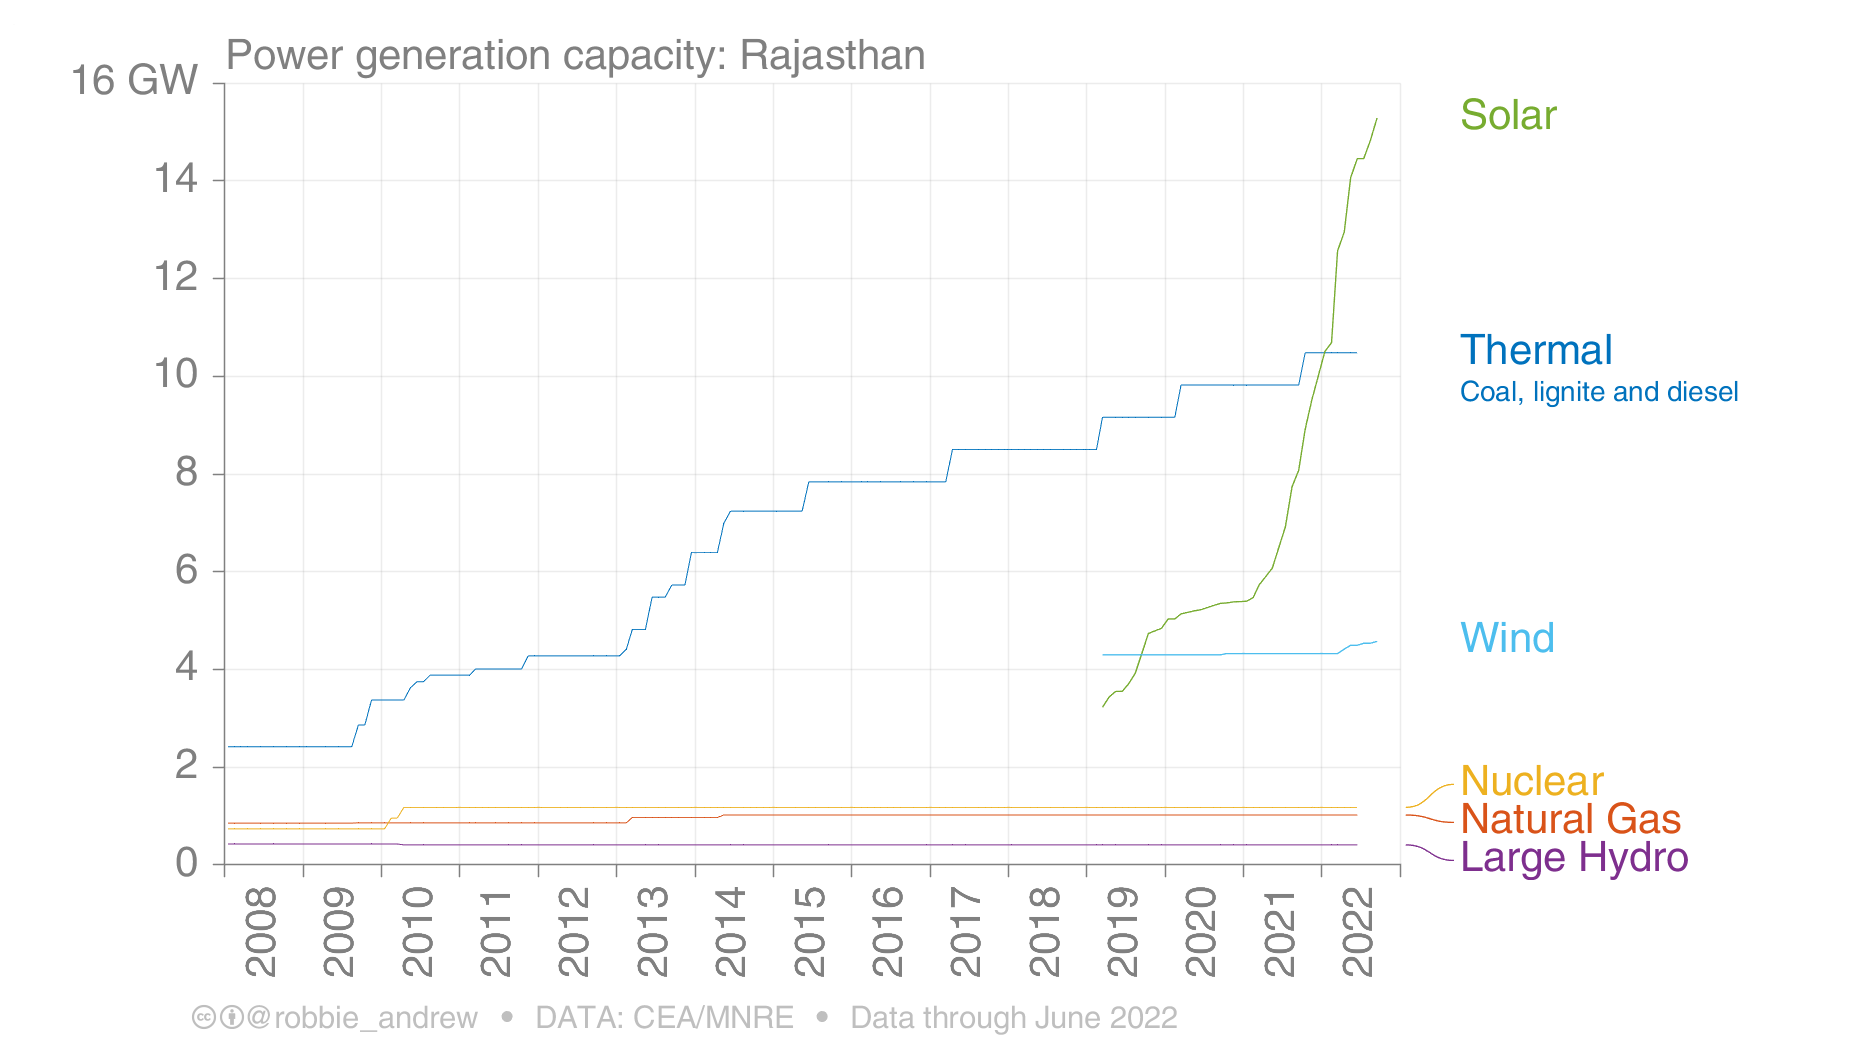 Power generation capacity: Rajasthan
16 GW
14
12
10
8
6
4
2
0
Solar
Thermal
Coal, lignite and diesel
Wind
Nuclear
Natural Gas
Large Hydro
2008 2009 2010 2011 2012 2013 2014 2015 2016 2017 2018 2019 2020 2021 2022
cc @robbie_andrew • DATA: CEA/MNRE • Data through June 2022